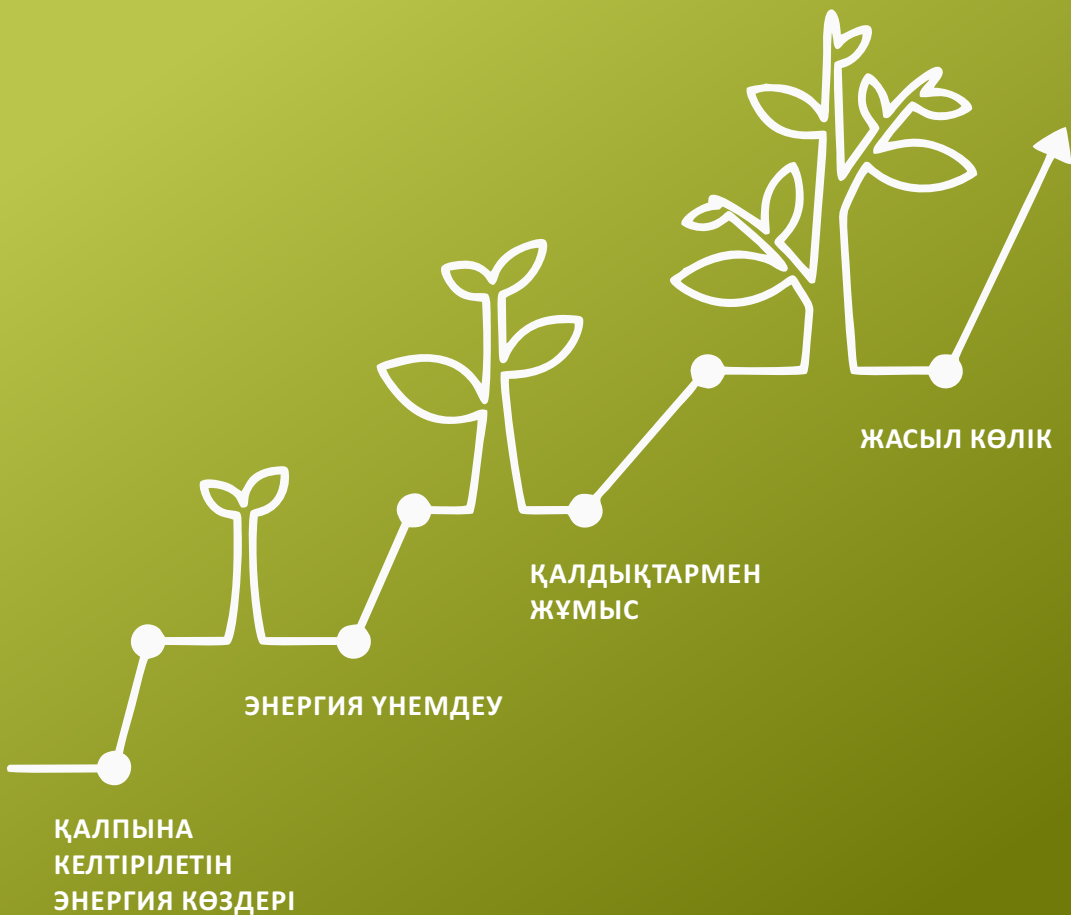 ЖАСЫЛ КӨЛІК
ҚАЛДЫҚТАРМЕН
ЖҰМЫС
ЭНЕРГИЯ ҮНЕМДЕУ
ҚАЛПЫНА
КЕЛТІРІЛЕТІН
ЭНЕРГИЯ КӨЗДЕРІ